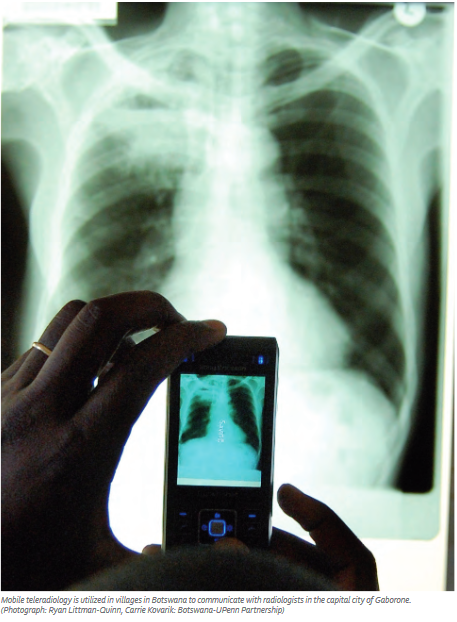 Saving
Mobile teleradiology is utilized in villages in Botswana to communicate with radiologists in the capital city of Gaborone.
(Photograph: Ryan Littman-Quinn, Carrie Kovarik: Botswana-UPenn Partnership)